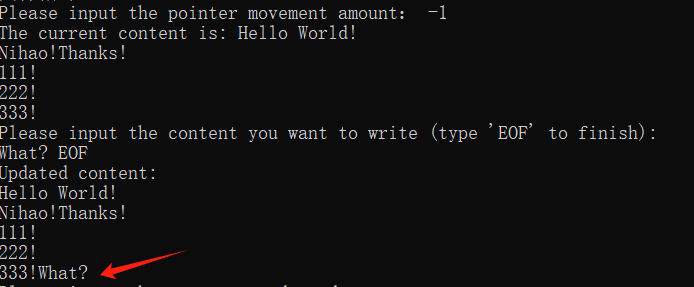 Please input the pointer movement amount： -1
The current content is: Hello World!
Nihao!Thanks!
111!
222!
333!
Please input the content you want to write (type 'EOF' to finish):
What? EOF
Updated content:
Hello World!
Nihao!Thanks!
111!
222!
333!What?